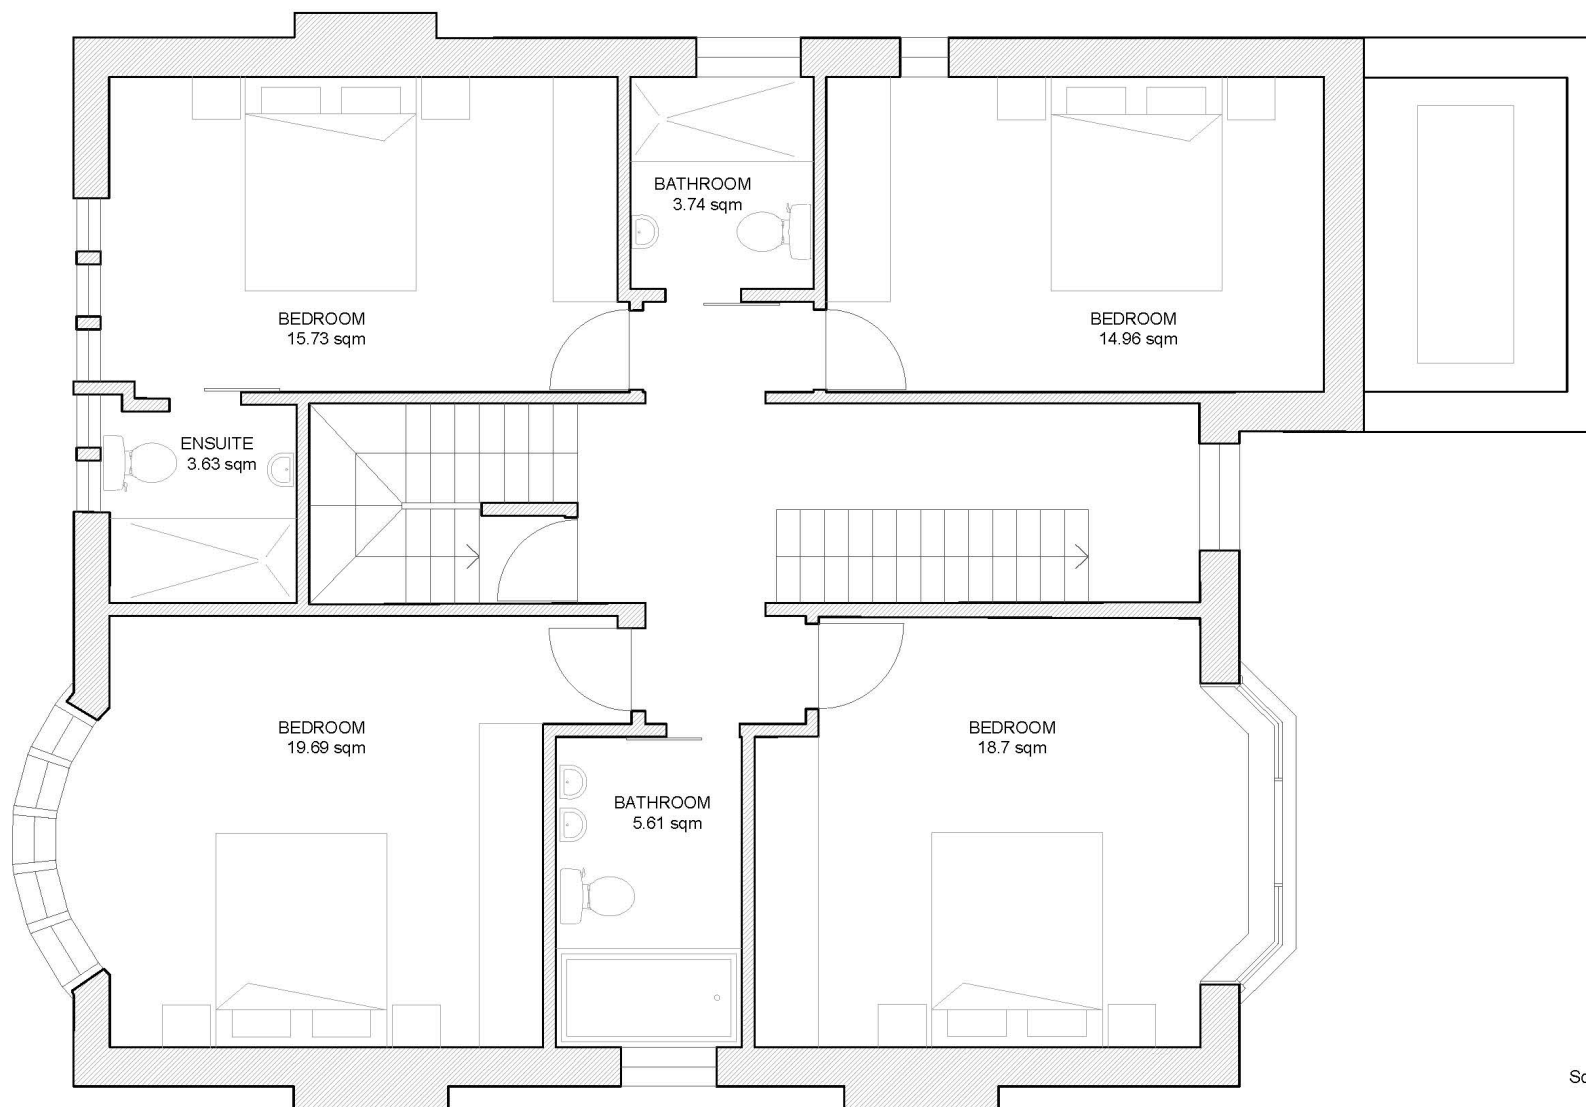 BATHROOM
3.74 sqm
BEDROOM
15.73 sqm
BEDROOM
14.96 sqm
ENSUITE
3.63 sqm
BEDROOM
19.69 sqm
BEDROOM
18.7 sqm
BATHROOM
5.61 sqm